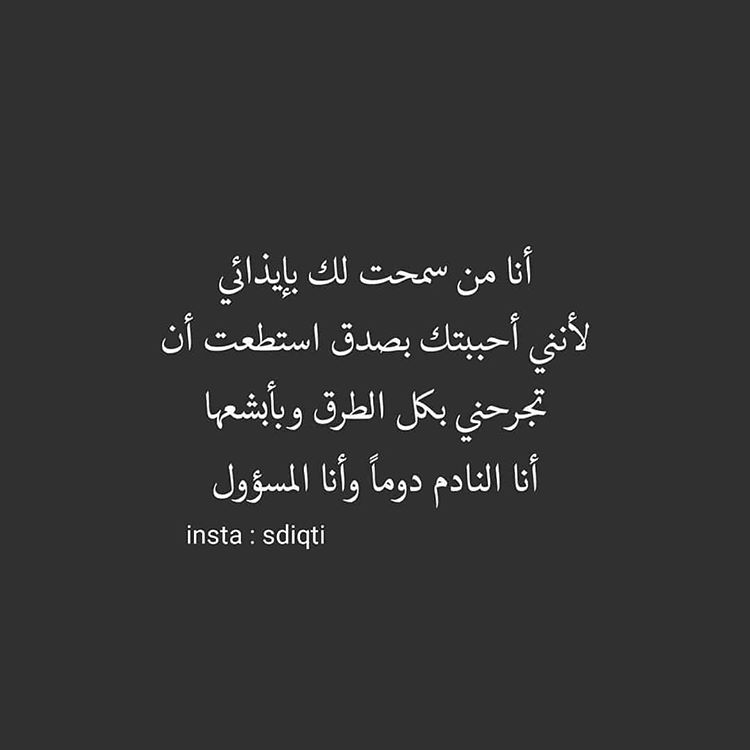 أنا من سمحت لك بإيذائي
لأنني أحببتك بصدق استطعت أن
تجرحني بكل الطرق وبأبشعها
أنا النادم دوماً وأنا المسؤول
insta : sdiqti